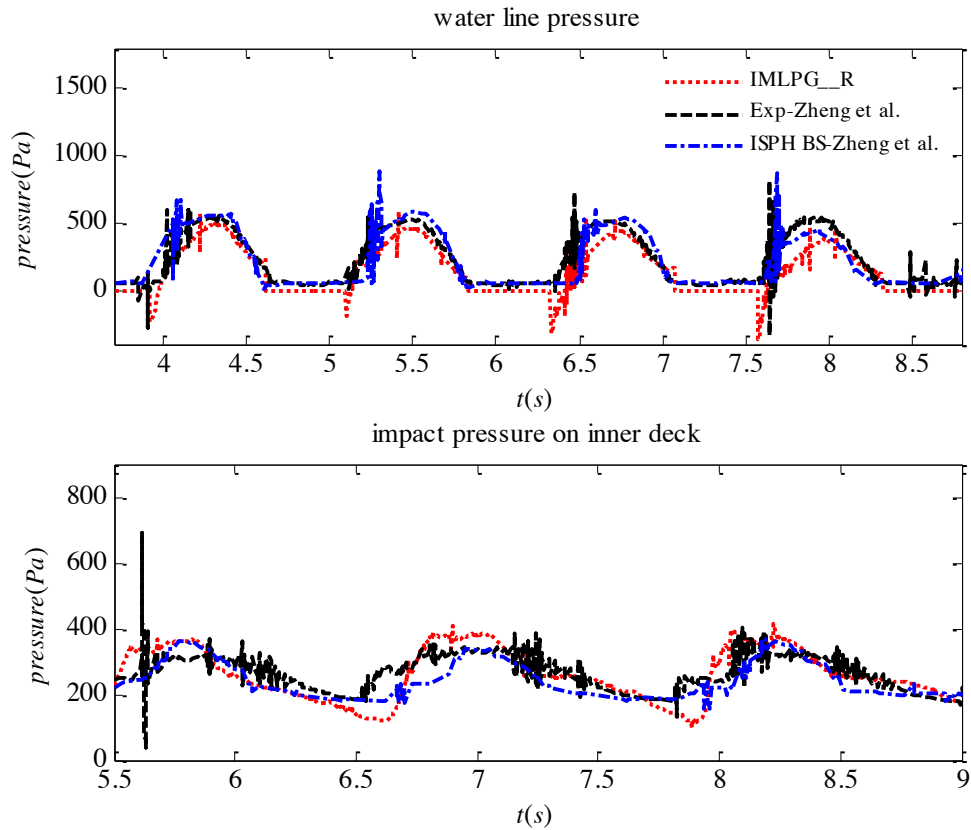 water line pressure
pressure(Pa)
1500
1000
500
0
IMLPG__R
Exp-Zheng et al.
ISPH BS-Zheng et al.
4 4.5 5 5.5 6 6.5 7 7.5 8 8.5
t(s)
impact pressure on inner deck
pressure(Pa)
800
600
400
200
0
5.5 6 6.5 7 7.5 8 8.5 9
t(s)